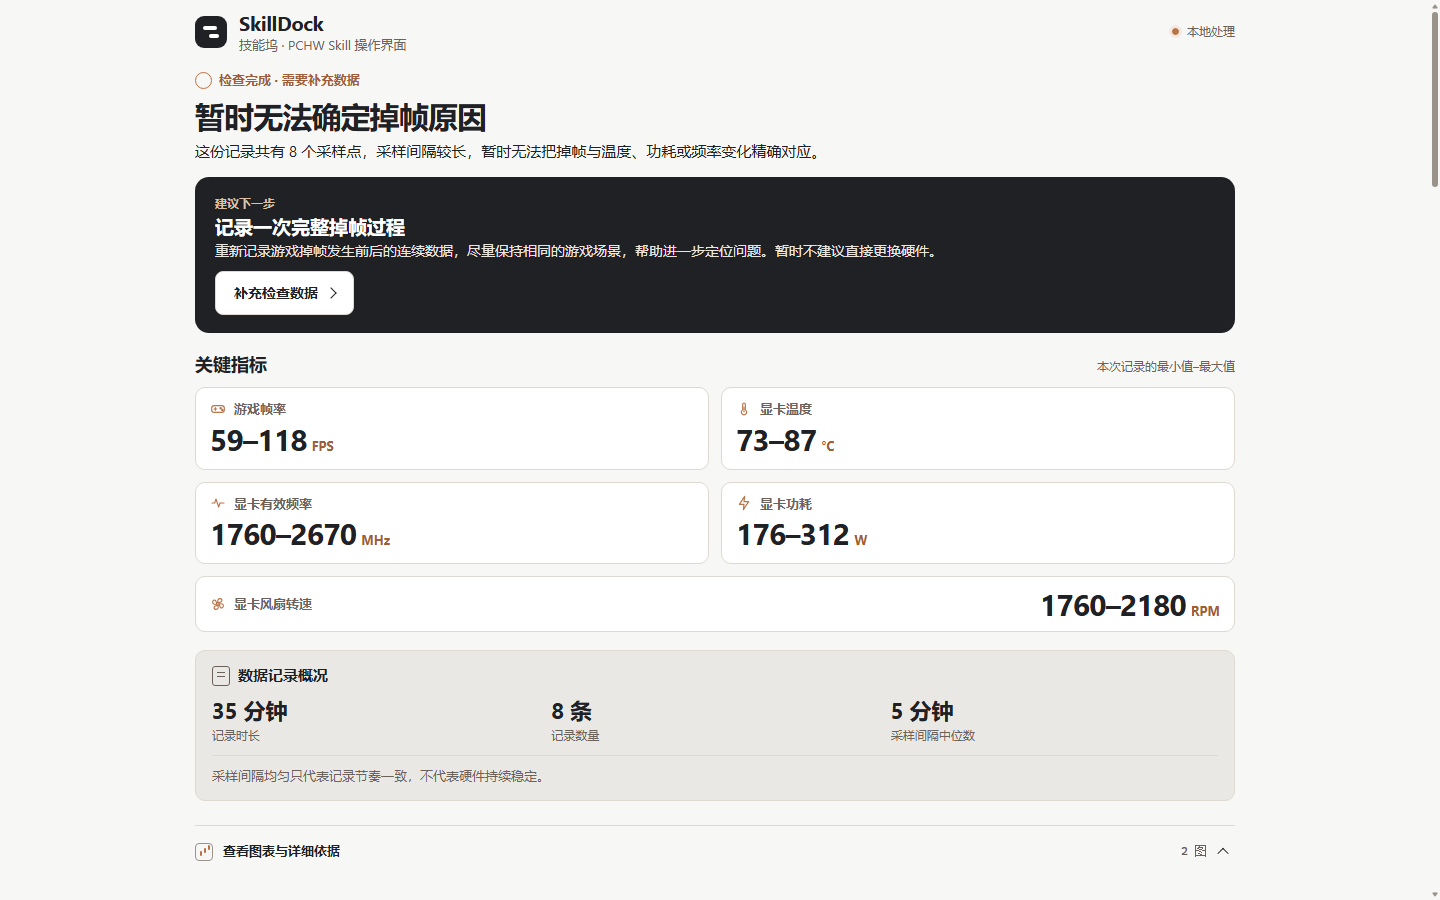 SkillDock
技能坞 · PCHW Skill 操作界面
本地处理
检查完成 · 需要补充数据
暂时无法确定掉帧原因
这份记录共有 8 个采样点，采样间隔较长，暂时无法把掉帧与温度、功耗或频率变化精确对应。
建议下一步
记录一次完整掉帧过程
重新记录游戏掉帧发生前后的连续数据，尽量保持相同的游戏场景，帮助进一步定位问题。暂时不建议直接更换硬件。
补充检查数据
关键指标
本次记录的最小值–最大值
游戏帧率
59–118 FPS
显卡温度
73–87 °C
显卡有效频率
1760–2670 MHz
显卡功耗
176–312 W
显卡风扇转速
1760–2180 RPM
数据记录概况
35 分钟
记录时长
8 条
记录数量
5 分钟
采样间隔中位数
采样间隔均匀只代表记录节奏一致，不代表硬件持续稳定。
查看图表与详细依据
2 图